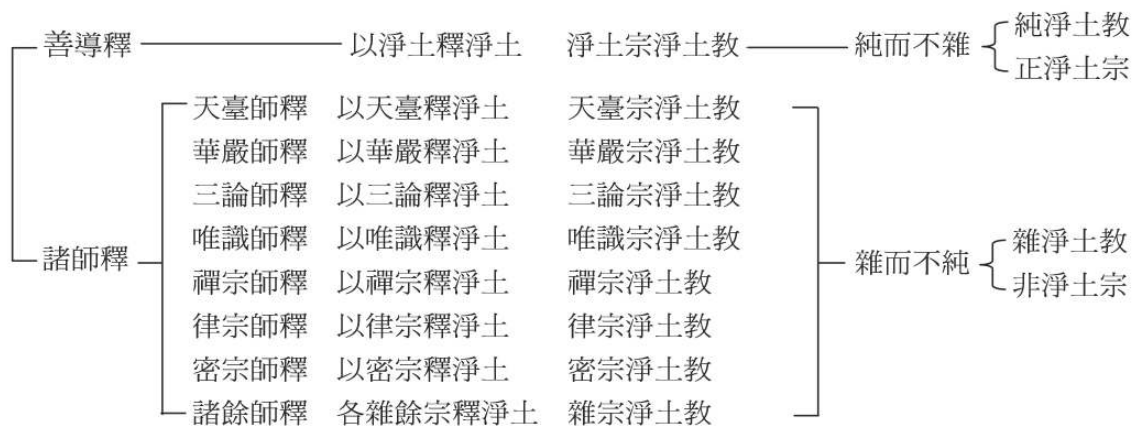 純淨土教
善導釋 以淨土釋淨土 淨土宗淨土教 純而不雜
正淨土宗
天臺師釋 以天臺釋淨土 天臺宗淨土教
華嚴師釋 以華嚴釋淨土 華嚴宗淨土教
三論師釋 以三論釋淨土 三論宗淨土教
唯識師釋 以唯識釋淨土 唯識宗淨土教
雜淨土教
諸師釋 雜而不純
禪宗師釋 以禪宗釋淨土 禪宗淨土教
非淨土宗
律宗師釋 以律宗釋淨土 律宗淨土教
密宗師釋 以密宗釋淨土 密宗淨土教
諸餘師釋 各雜餘宗釋淨土 雜宗淨土教